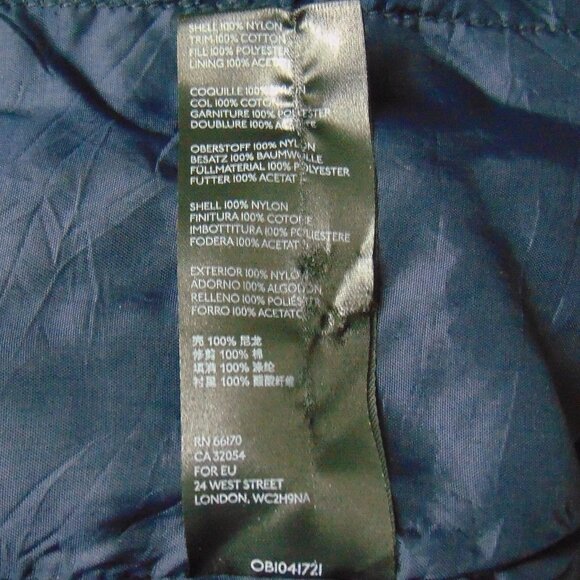 SHELL 100% NYLON
TRIM 100% COTTON
FILL 100% POLYESTER
LINING 100% ACETATE
COQUILLE 100% NYLON
COL 100% COTON
GARNITURE 100% POLYESTER
DOUBLURE 100% ACETATE
OBERSTOFF 100% NYLON
BESATZ 100% BAUMWOLLE
FÜLLMATERIAL 100% POLYESTER
FUTTER 100% ACETAT
SHELL 100% NYLON
FINITURA 100% COTONE
IMBOTTITURA 100% POLIESTERE
FODERA 100% ACETATO
EXTERIOR 100% NYLON
ADORNO 100% ALGODÓN
RELLENO 100% POLIÉSTER
FORRO 100% ACETATO
壳 100% 尼龙
修剪 100% 棉
填满 100% 涤纶
衬里 100% 醋酸纤维
RN 66170
CA 32054
FOR EU
24 WEST STREET
LONDON, WC2H9NA
OB1041721